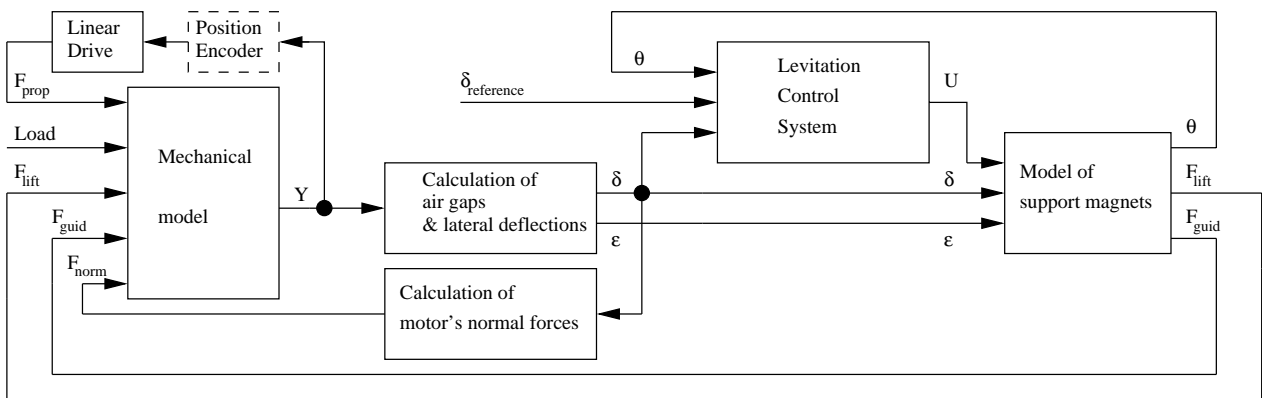 Linear
Drive
Position
Encoder
F_prop
Load
F_lift
F_guid
F_norm
Mechanical
model
Y
Calculation of
air gaps
& lateral deflections
Calculation of
motor's normal forces
δ
ε
δ_reference
θ
Levitation
Control
System
U
δ
ε
Model of
support magnets
θ
F_lift
F_guid